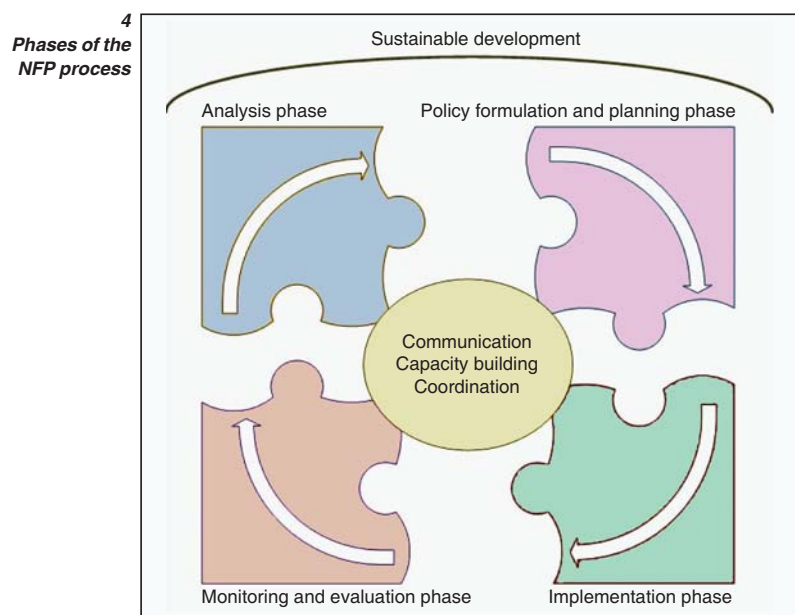 4
Phases of the
NFP process
Sustainable development
Analysis phase
Policy formulation and planning phase
Communication
Capacity building
Coordination
Monitoring and evaluation phase
Implementation phase